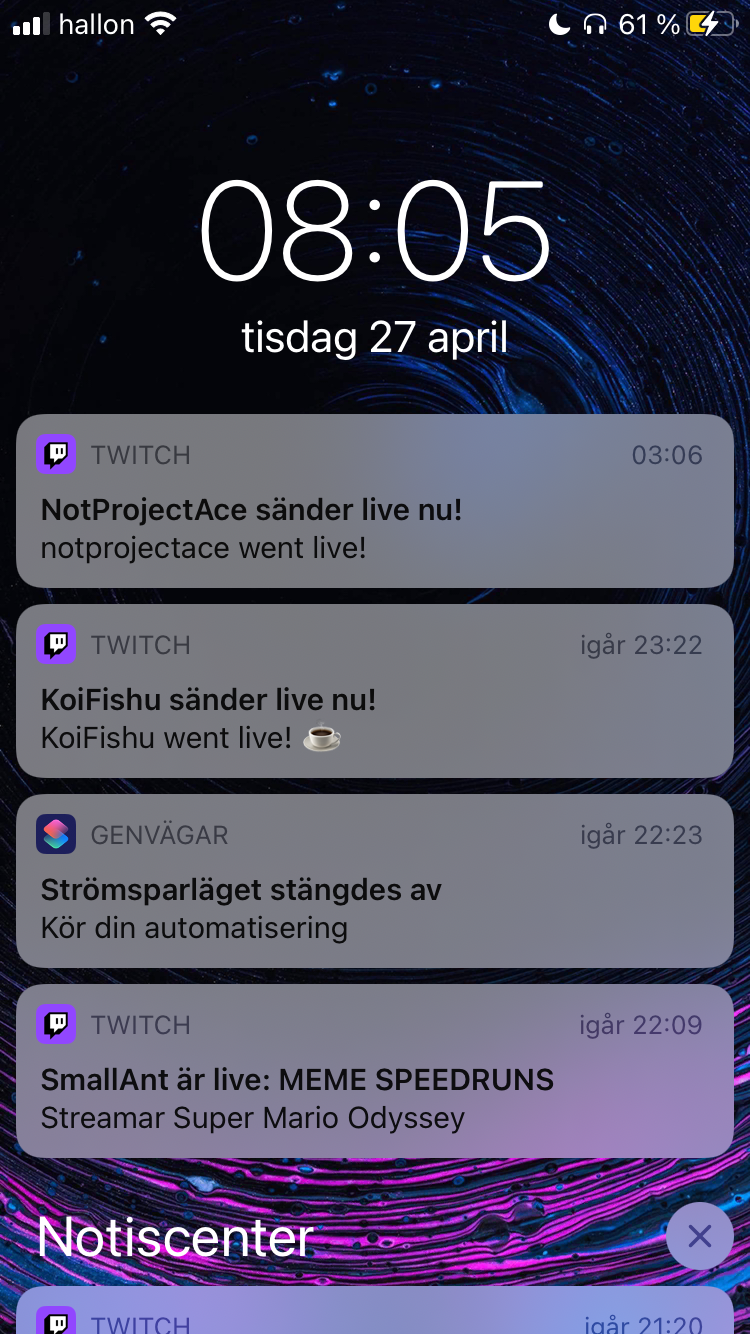 hallon 61 %
08:05
tisdag 27 april
TWITCH 03:06
NotProjectAce sänder live nu!
notprojectace went live!
TWITCH igår 23:22
KoiFishu sänder live nu!
KoiFishu went live! ☕
GENVÄGAR igår 22:23
Strömsparläget stängdes av
Kör din automatisering
TWITCH igår 22:09
SmallAnt är live: MEME SPEEDRUNS
Streamar Super Mario Odyssey
Notiscenter
TWITCH igår 21:20